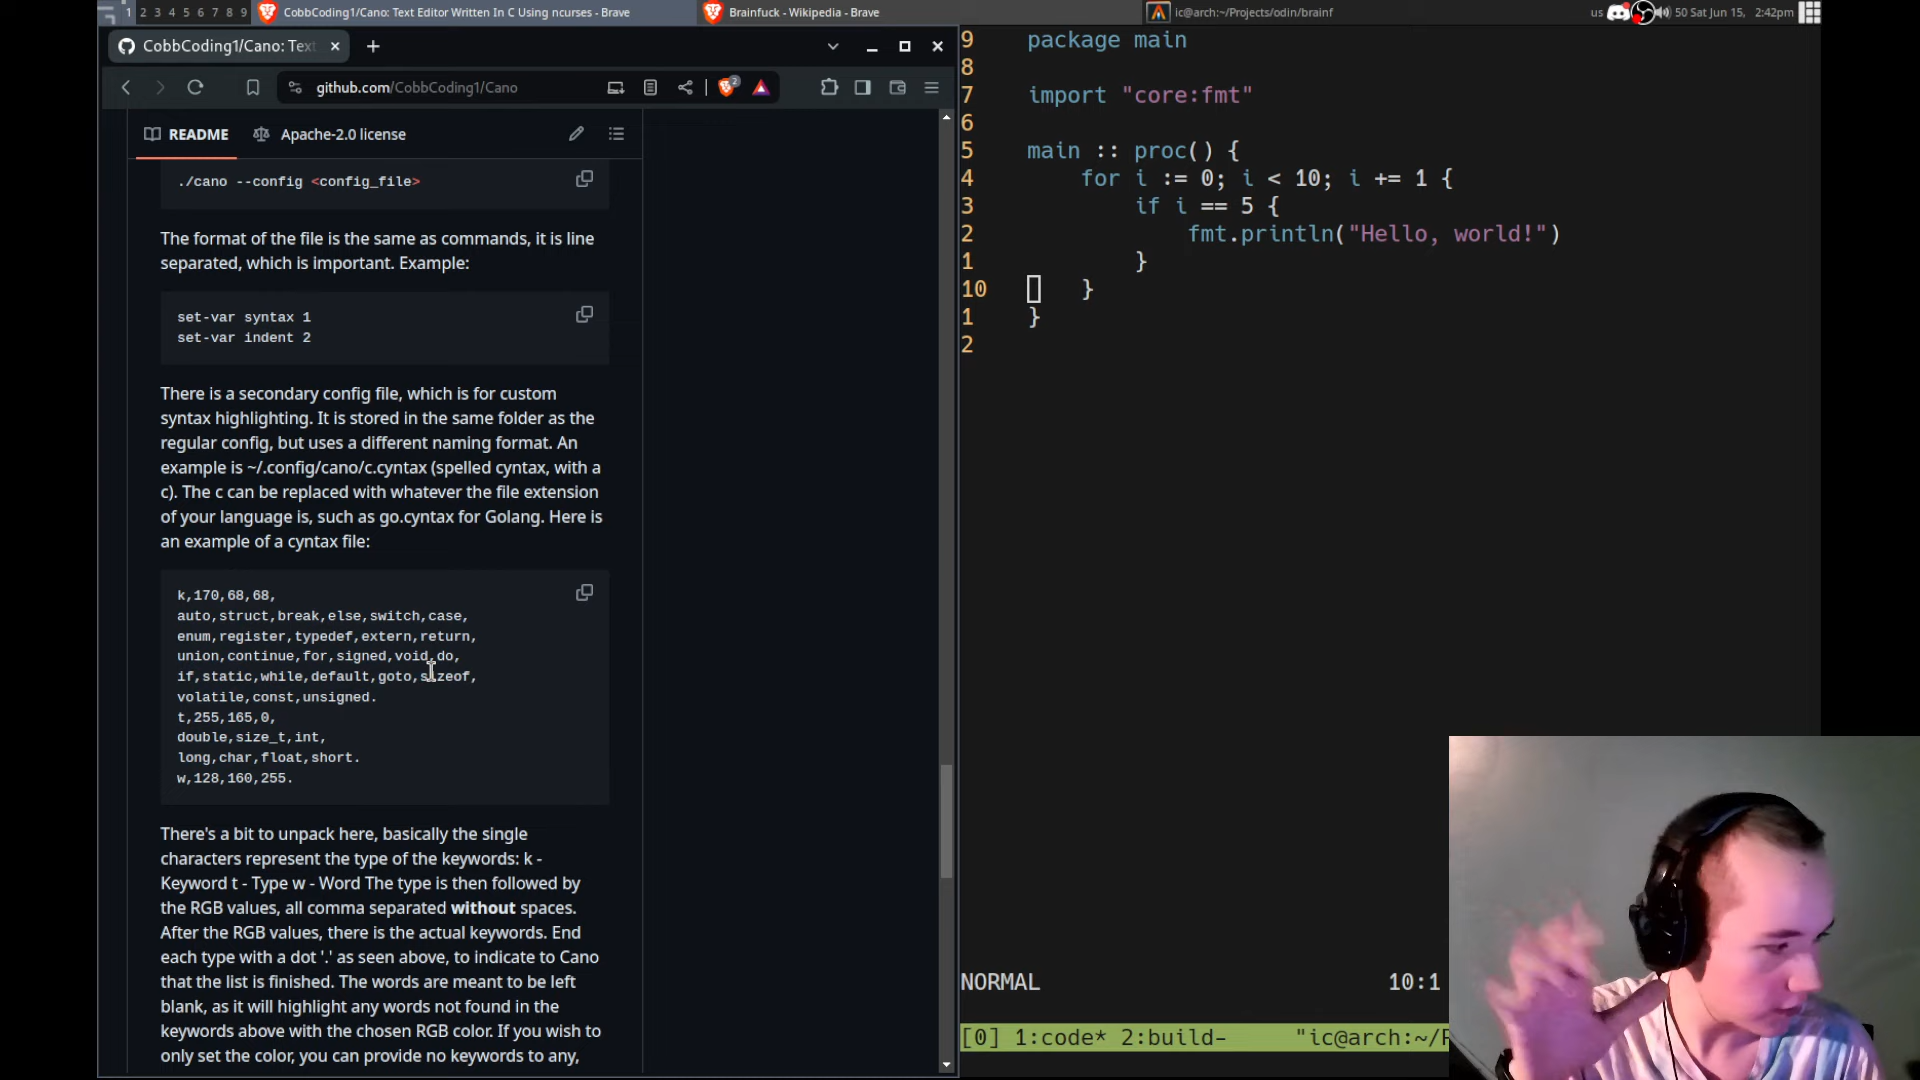 1 2 3 4 5 6 7 8 9 CobbCoding1/Cano: Text Editor Written In C Using ncurses - Brave Brainfuck - Wikipedia - Brave ic@arch:~/Projects/odin/brainf us 50 Sat Jun 15, 2:42pm
CobbCoding1/Cano: Text
github.com/CobbCoding1/Cano 2
README Apache-2.0 license
./cano --config <config_file>
The format of the file is the same as commands, it is line
separated, which is important. Example:
set-var syntax 1
set-var indent 2
There is a secondary config file, which is for custom
syntax highlighting. It is stored in the same folder as the
regular config, but uses a different naming format. An
example is ~/.config/cano/c.cyntax (spelled cyntax, with a
c). The c can be replaced with whatever the file extension
of your language is, such as go.cyntax for Golang. Here is
an example of a cyntax file:
k,170,68,68,
auto,struct,break,else,switch,case,
enum,register,typedef,extern,return,
union,continue,for,signed,void,do,
if,static,while,default,goto,sizeof,
volatile,const,unsigned.
t,255,165,0,
double,size_t,int,
long,char,float,short.
w,128,160,255.
There's a bit to unpack here, basically the single
characters represent the type of the keywords: k -
Keyword t - Type w - Word The type is then followed by
the RGB values, all comma separated without spaces.
After the RGB values, there is the actual keywords. End
each type with a dot '.' as seen above, to indicate to Cano
that the list is finished. The words are meant to be left
blank, as it will highlight any words not found in the
keywords above with the chosen RGB color. If you wish to
only set the color, you can provide no keywords to any,
9 package main
8
7 import "core:fmt"
6
5 main :: proc() {
4 for i := 0; i < 10; i += 1 {
3 if i == 5 {
2 fmt.println("Hello, world!")
1 }
10 }
1 }
2
NORMAL 10:1
[0] 1:code* 2:build- "ic@arch:~/P